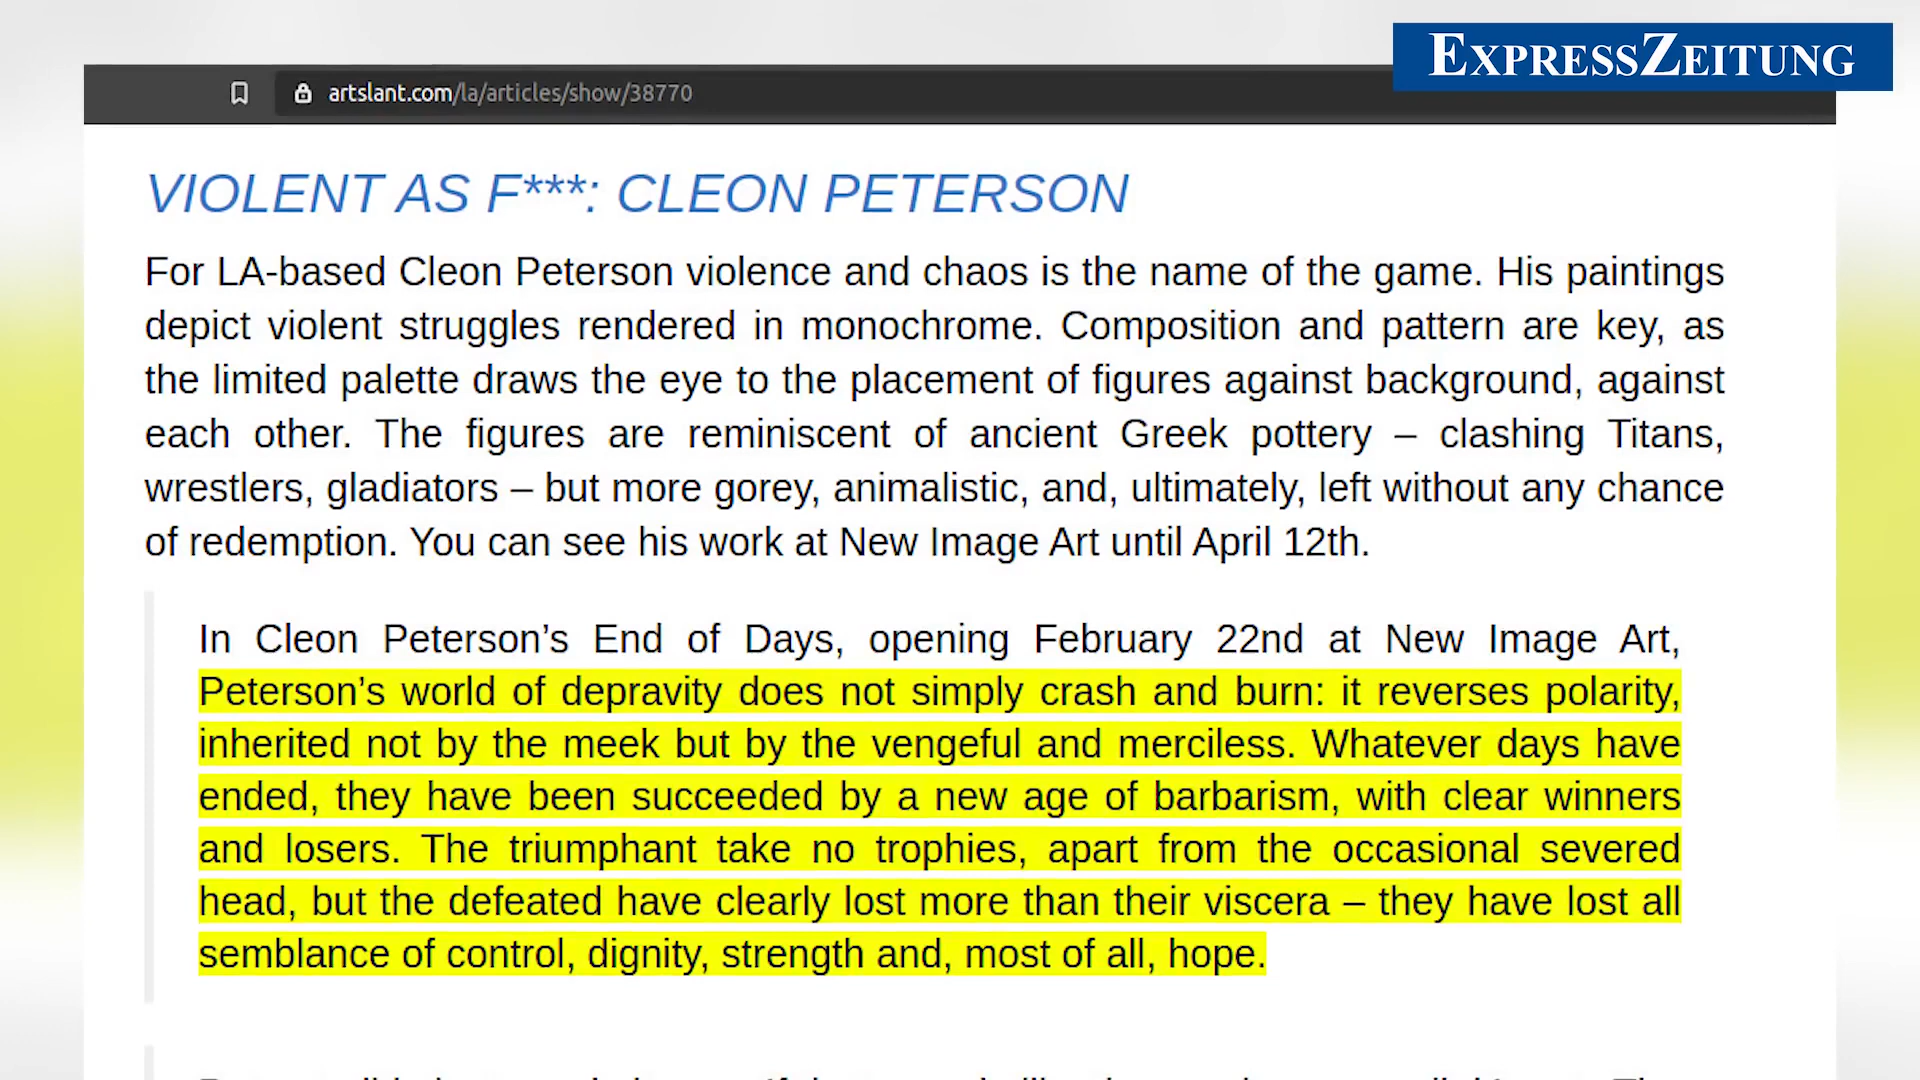 EXPRESSZEITUNG
artslant.com/la/articles/show/38770
VIOLENT AS F***: CLEON PETERSON
For LA-based Cleon Peterson violence and chaos is the name of the game. His paintings
depict violent struggles rendered in monochrome. Composition and pattern are key, as
the limited palette draws the eye to the placement of figures against background, against
each other. The figures are reminiscent of ancient Greek pottery – clashing Titans,
wrestlers, gladiators – but more gorey, animalistic, and, ultimately, left without any chance
of redemption. You can see his work at New Image Art until April 12th.
In Cleon Peterson’s End of Days, opening February 22nd at New Image Art,
Peterson’s world of depravity does not simply crash and burn: it reverses polarity,
inherited not by the meek but by the vengeful and merciless. Whatever days have
ended, they have been succeeded by a new age of barbarism, with clear winners
and losers. The triumphant take no trophies, apart from the occasional severed
head, but the defeated have clearly lost more than their viscera – they have lost all
semblance of control, dignity, strength and, most of all, hope.